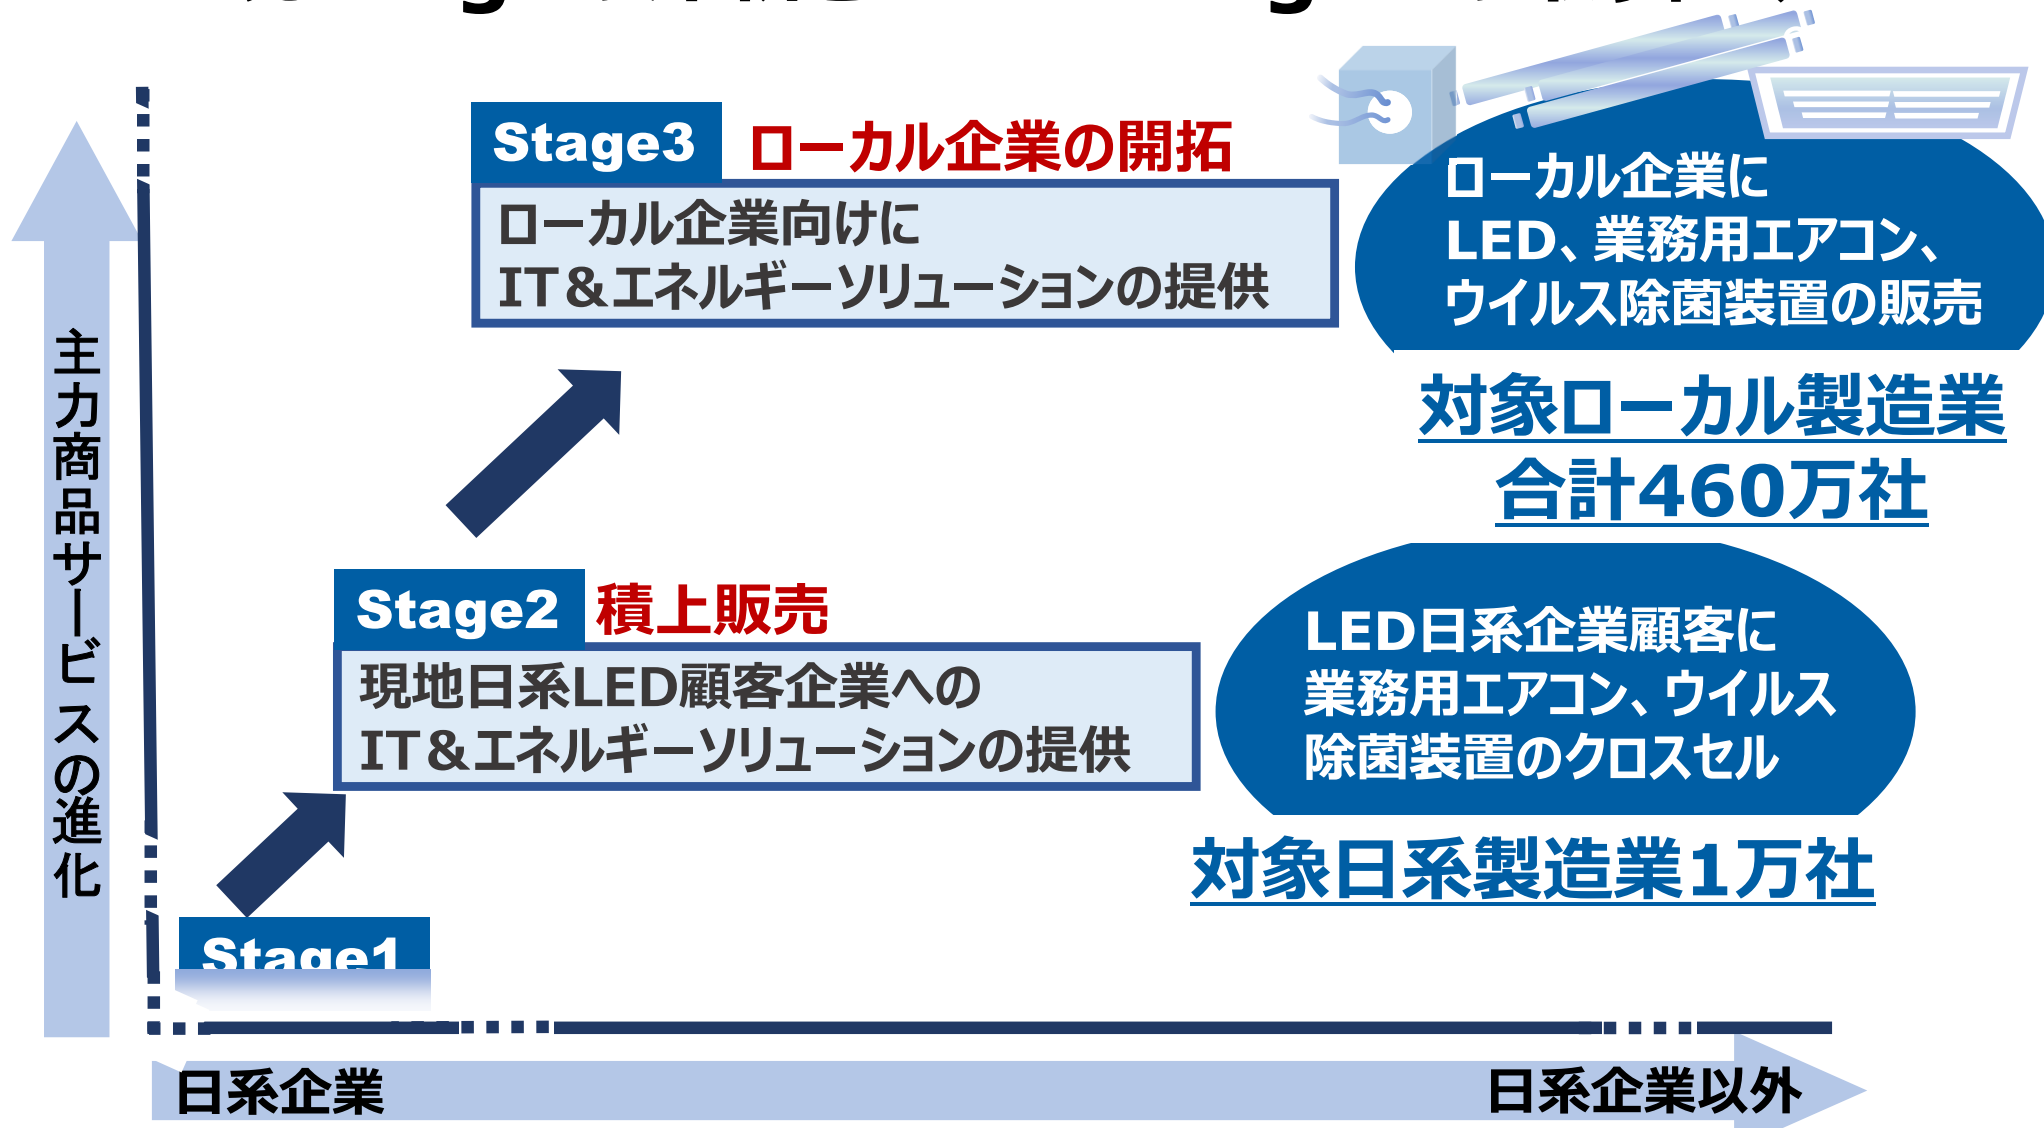 Stage3
ローカル企業の開拓
ローカル企業向けに
IT&エネルギーソリューションの提供
ローカル企業に
LED、業務用エアコン、
ウイルス除菌装置の販売
対象ローカル製造業
合計460万社
Stage2
積上販売
現地日系LED顧客企業への
IT&エネルギーソリューションの提供
LED日系企業顧客に
業務用エアコン、ウイルス
除菌装置のクロスセル
対象日系製造業1万社
Stage1
主力商品サービスの進化
日系企業
日系企業以外